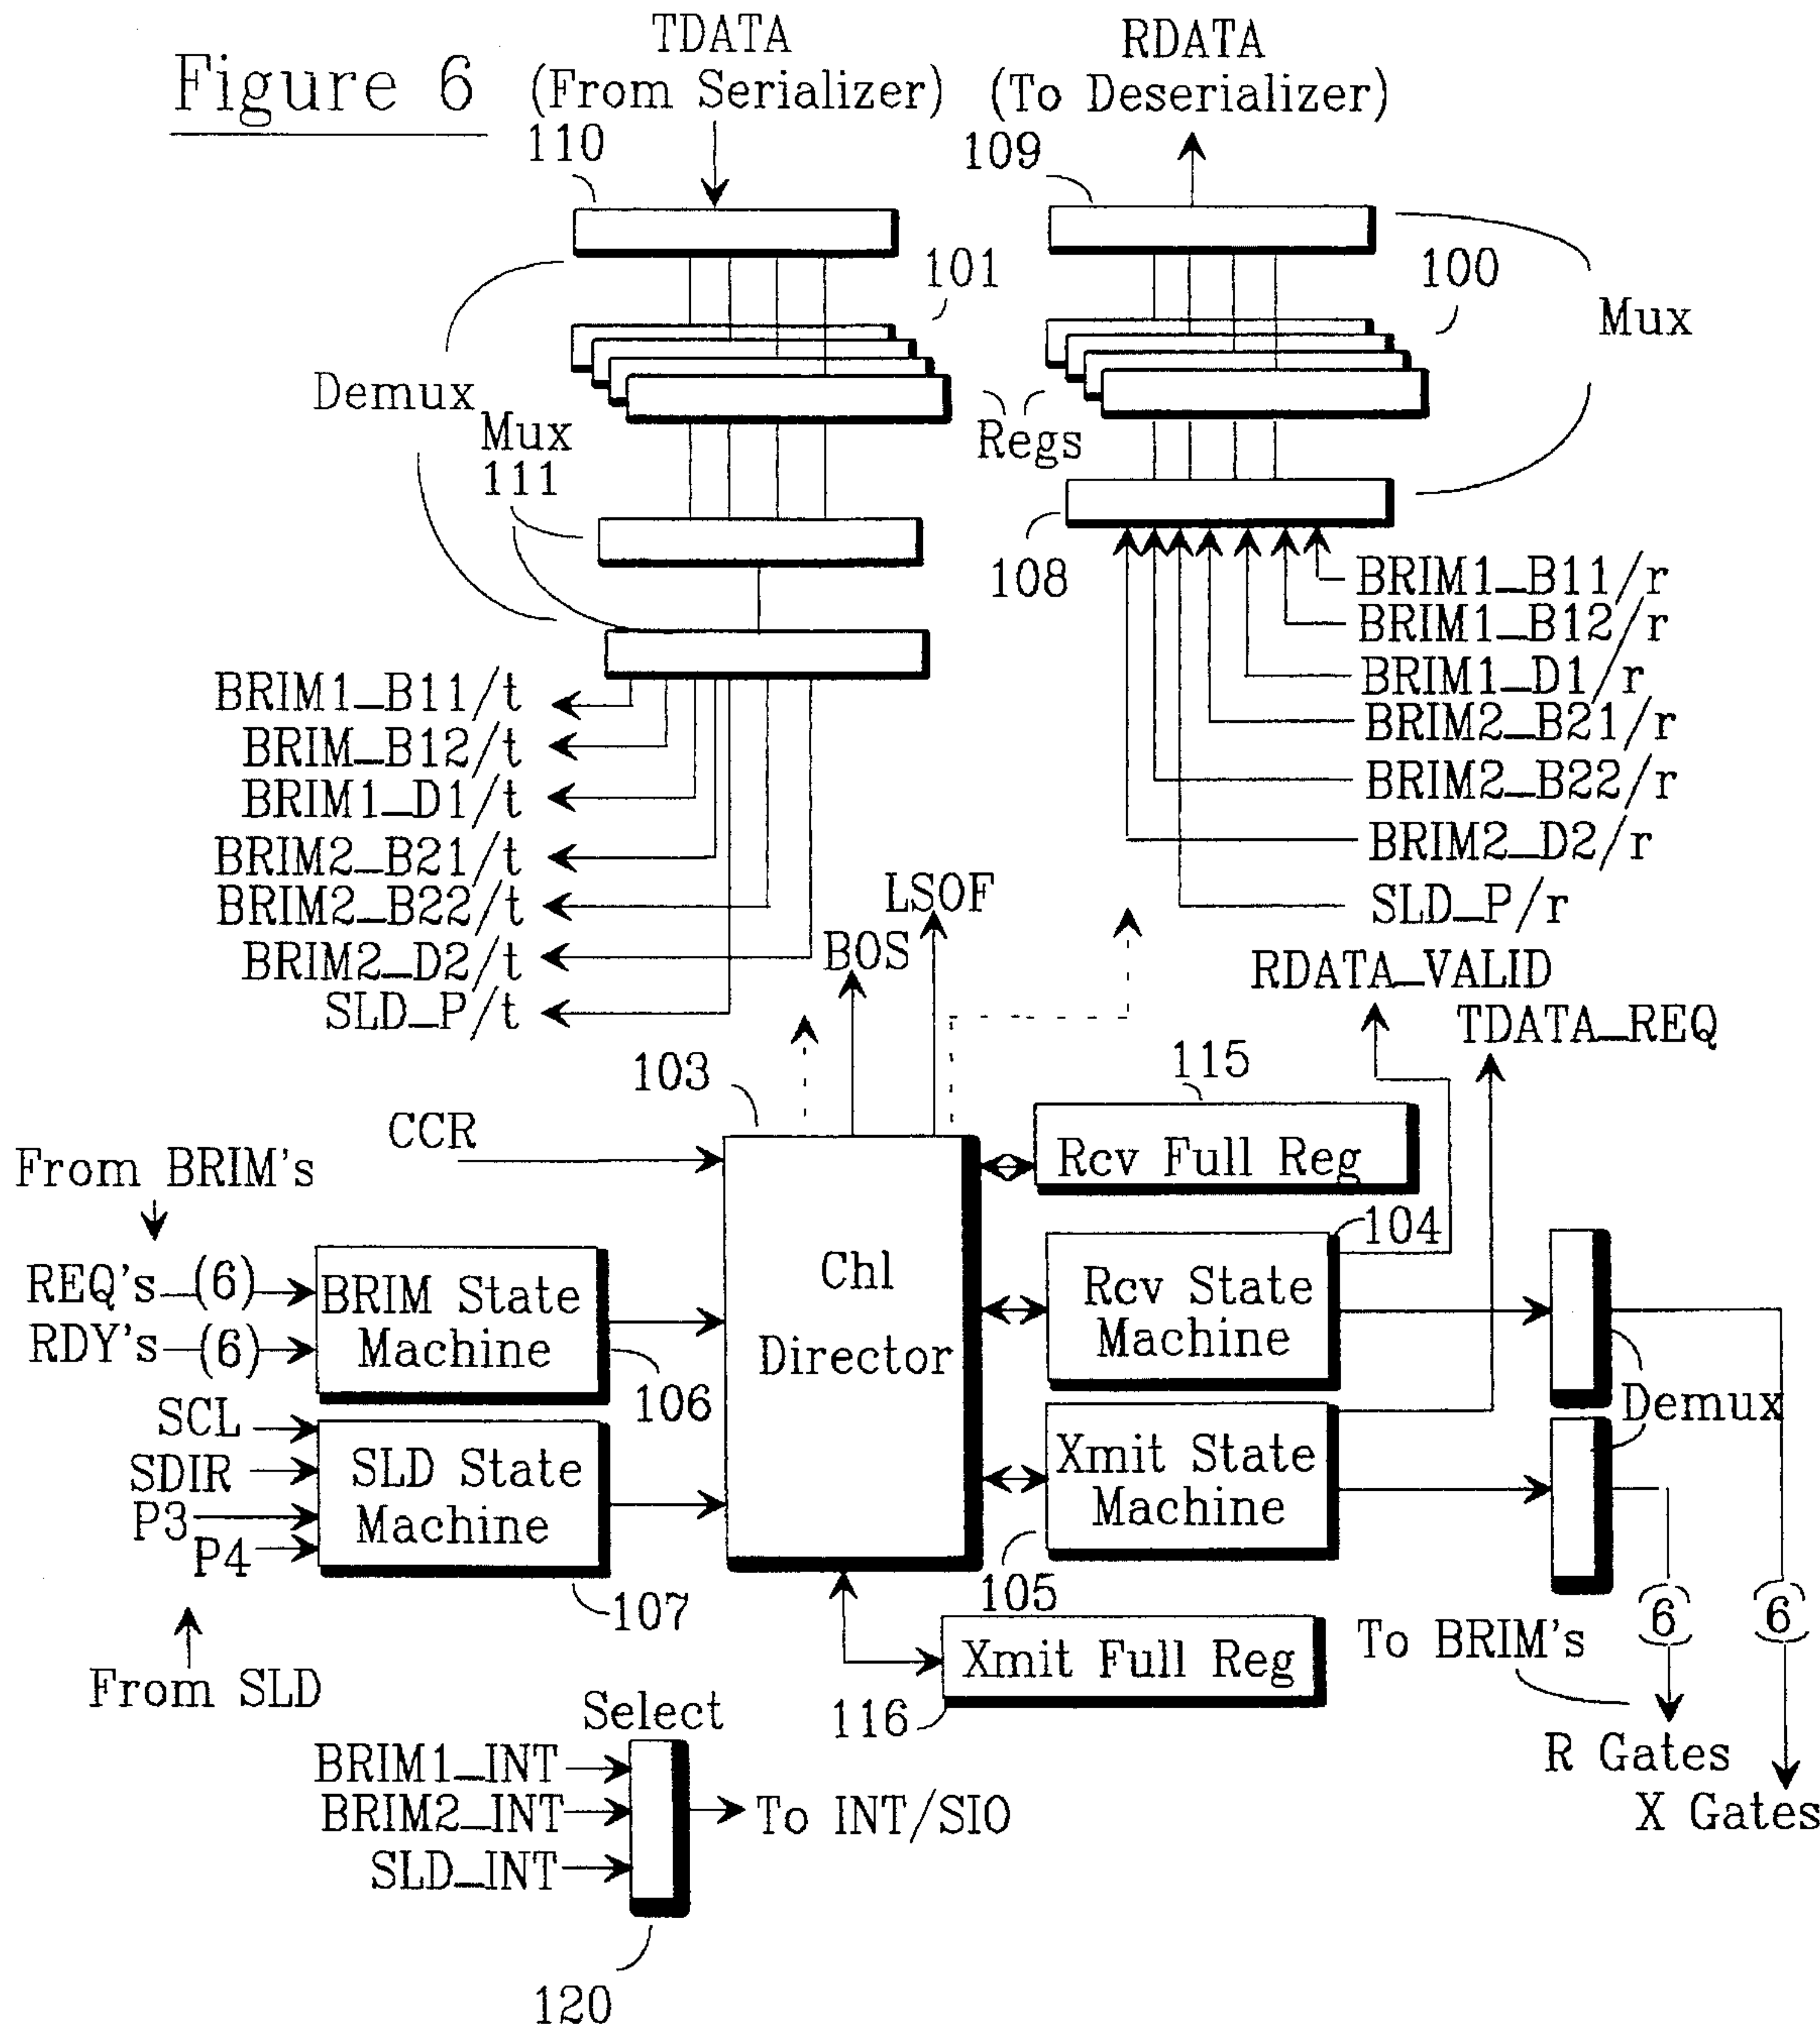 Figure 6
TDATA
(From Serializer)
RDATA
(To Deserializer)
110
109
101
100
Mux
Demux
Mux
111
Regs
108
BRIM1_B11/r
BRIM1_B12/r
BRIM1_D1/r
BRIM2_B21/r
BRIM2_B22/r
BRIM2_D2/r
SLD_P/r
BRIM1_B11/t
BRIM_B12/t
BRIM1_D1/t
BRIM2_B21/t
BRIM2_B22/t
BRIM2_D2/t
SLD_P/t
LSOF
BOS
RDATA_VALID
TDATA_REQ
103
115
CCR
Rcv Full Reg
From BRIM's
104
REQ's_(6)
RDY's_(6)
BRIM State
Machine
Chl
Director
Rcv State
Machine
106
Demux
SCL
SDIR
P3
P4
SLD State
Machine
Xmit State
Machine
107
105
(6)
(6)
From SLD
Xmit Full Reg
To BRIM's
116
Select
R Gates
X Gates
BRIM1_INT
BRIM2_INT
SLD_INT
To INT/SIO
120